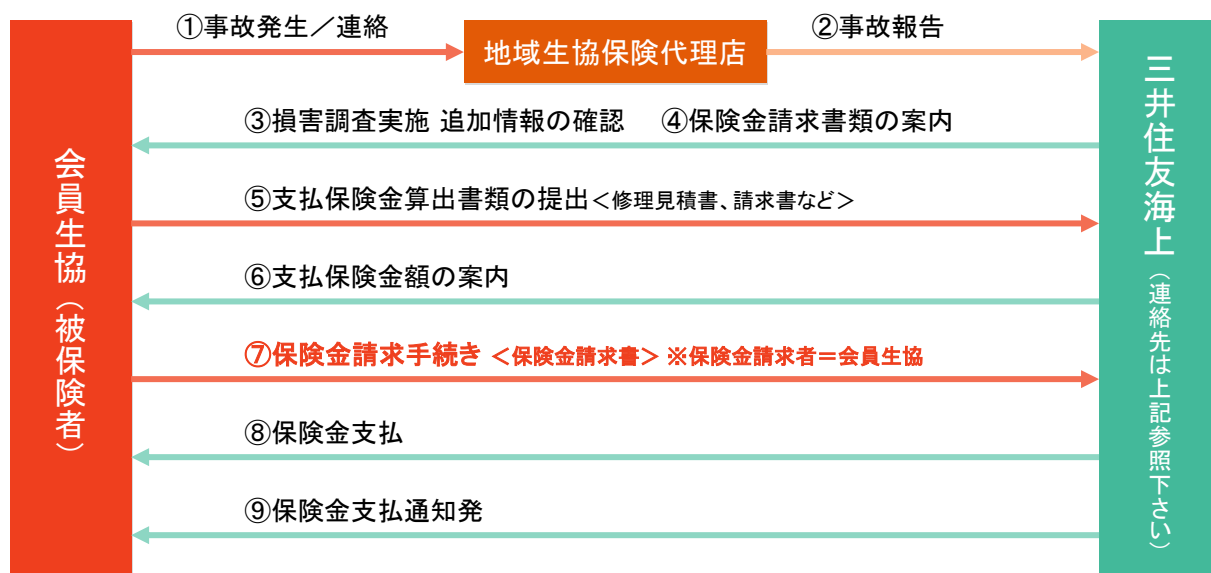 ①事故発生／連絡
②事故報告
地域生協保険代理店
③損害調査実施 追加情報の確認 ④保険金請求書類の案内
⑤支払保険金算出書類の提出＜修理見積書、請求書など＞
⑥支払保険金額の案内
⑦保険金請求手続き ＜保険金請求書＞ ※保険金請求者＝会員生協
⑧保険金支払
⑨保険金支払通知発
会員生協（被保険者）
三井住友海上（連絡先は上記参照下さい）